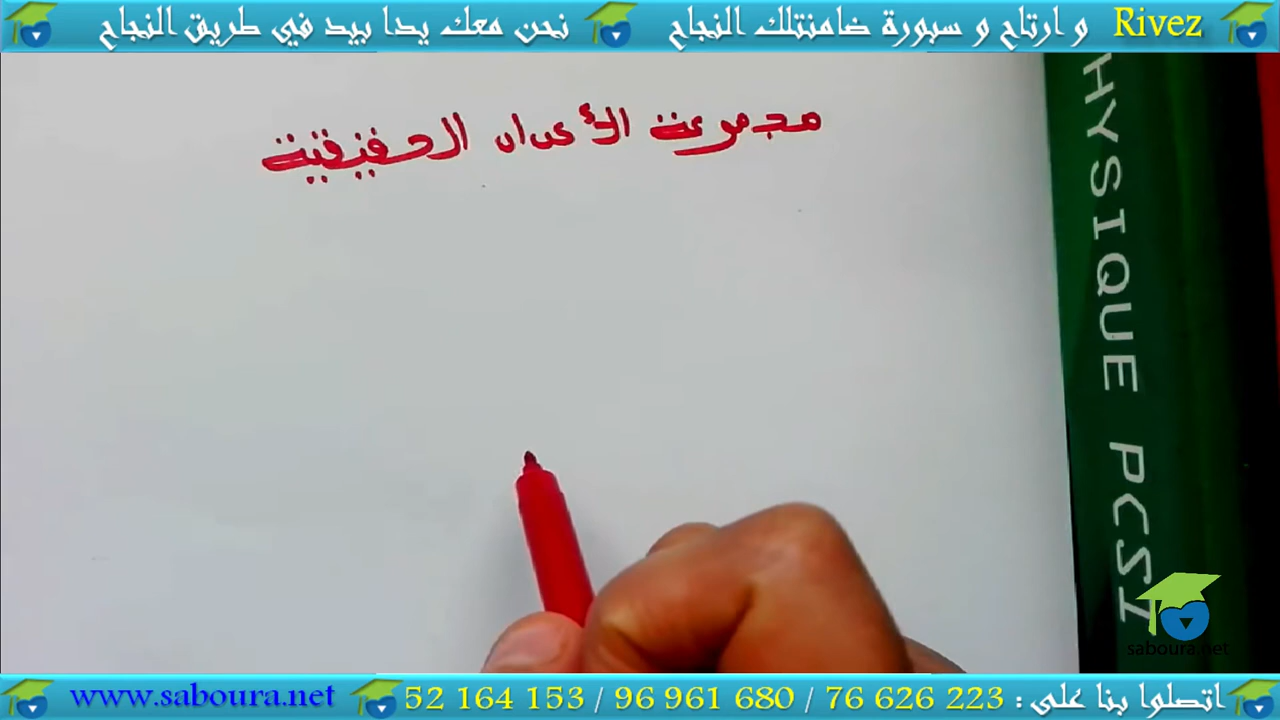 Rivez و ارتاح و سبورة ضامنتلك النجاح
نحن معك يدا بيد في طريق النجاح
مجموعة الأعداد الحقيقية
PHYSIQUE PCSI
saboura.net
اتصلوا بنا على : 52 164 153 / 96 961 680 / 76 626 223
www.saboura.net